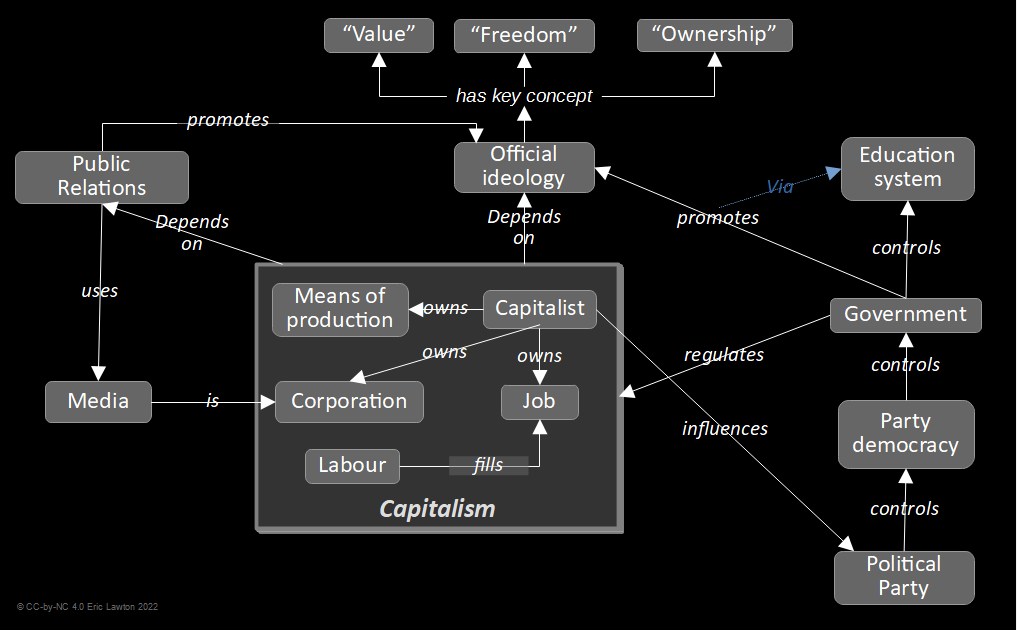 “Value”
“Freedom”
“Ownership”
has key concept
promotes
Public
Relations
Official
ideology
Education
system
Via
promotes
Depends
on
Depends
on
controls
uses
Means of
production
owns
Capitalist
Government
owns
owns
regulates
controls
Media
is
Corporation
Job
influences
Party
democracy
Labour
fills
Capitalism
controls
Political
Party
© CC-by-NC 4.0 Eric Lawton 2022